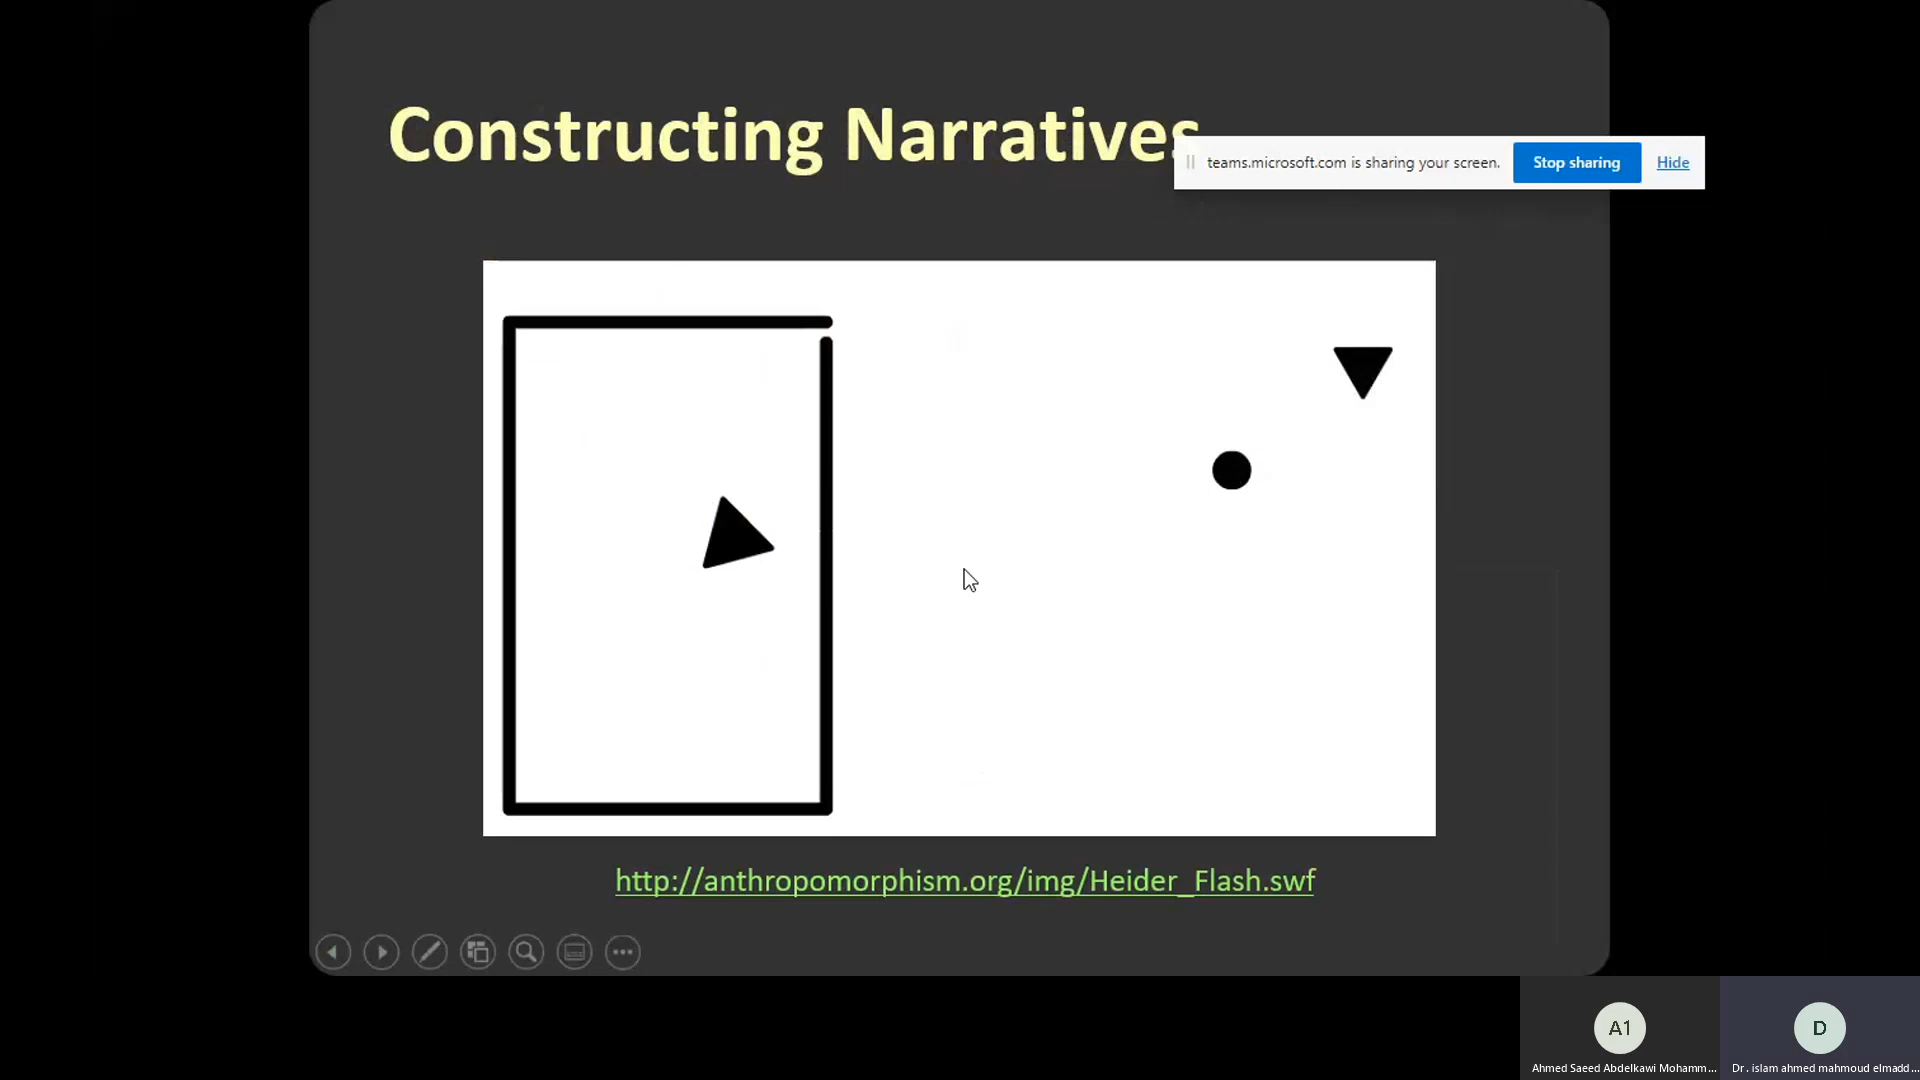 Constructing Narratives
teams.microsoft.com is sharing your screen. Stop sharing Hide
http://anthropomorphism.org/img/Heider_Flash.swf
A1 D
Ahmed Saeed Abdelkawi Mohamm... Dr. islam ahmed mahmoud elmadd...